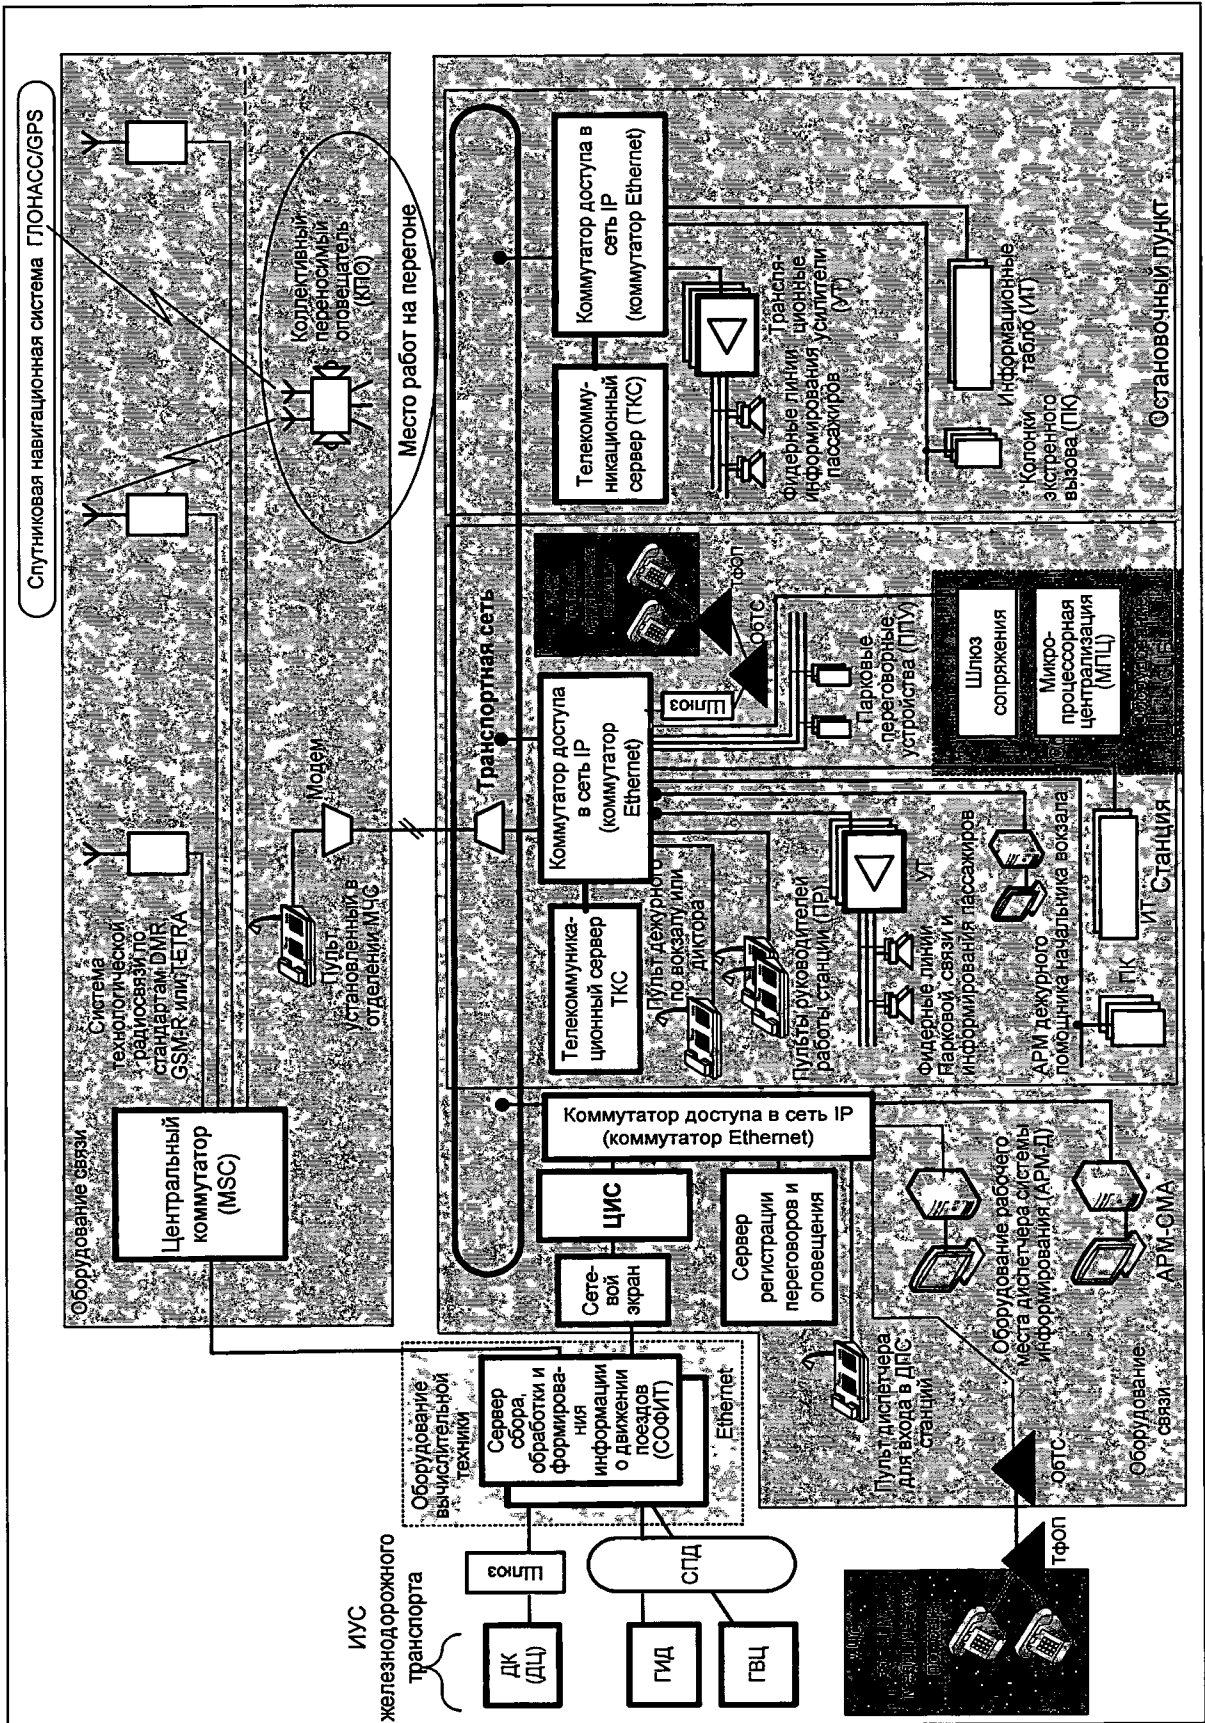 Спутниковая навигационная система ГЛОНАСС/GPS
Оборудование связи
Центральный
коммутатор
(MSC)
Система
технологической
радиосвязи по
стандартам DMR,
GSM-R или TETRA
Пульт,
установленный в
отделении МЧС
Модем
Коллективный
переносимый
оповещатель
(КПО)
Место работ на перегоне
Транспортная сеть
ИУС
железнодорожного
транспорта
ДК
(ДЦ)
Шлюз
ГИД
ГВЦ
СПД
Оборудование
вычислительной
техники
Сервер
сбора,
обработки и
формирова-
ния
информации
о движении
поездов
(СОФИТ)
Ethernet
Сете-
вой
экран
ЦИС
Коммутатор доступа в сеть IP
(коммутатор Ethernet)
Сервер
регистрации
переговоров и
оповещения
Пульт диспетчера
для входа в ДПС
станций
Оборудование рабочего
места диспетчера системы
информирования (АРМ-Д)
АРМ-СМА
Оборудование
связи
ОбТС
ТфОП
Телекоммуника-
ционный сервер
ТКС
Коммутатор доступа
в сеть IP
(коммутатор
Ethernet)
Пульт дежурного
по вокзалу или
диктора
Пульты руководителей
работы станции (ПР)
УТ
Фидерные линии
Парковой связи и
информирования пассажиров
АРМ дежурного
помощника начальника вокзала
ПК
ИТ
Станция
Шлюз
ОбТС
ТфОП
Парковые
переговорные
устройства (ППУ)
Шлюз
сопряжения
Микро-
процессорная
централизация
(МПЦ)
Телекомму-
никационный
сервер (ТКС)
Коммутатор доступа в
сеть IP
(коммутатор Ethernet)
Трансля-
ционные
усилители
(УТ)
Фидерные линии
информирования
пассажиров
Колонки
экстренного
вызова (ПК)
Информационные
табло (ИТ)
Остановочный пункт